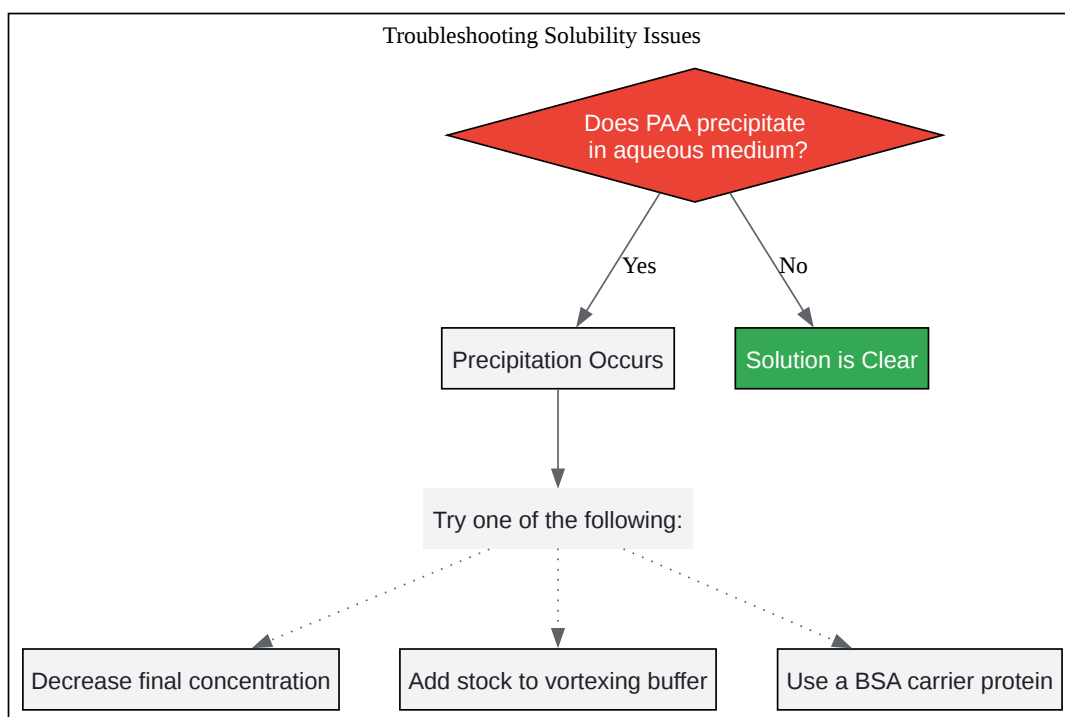 Troubleshooting Solubility Issues
Does PAA precipitate
in aqueous medium?
Yes
No
Precipitation Occurs
Solution is Clear
Try one of the following:
Decrease final concentration
Add stock to vortexing buffer
Use a BSA carrier protein